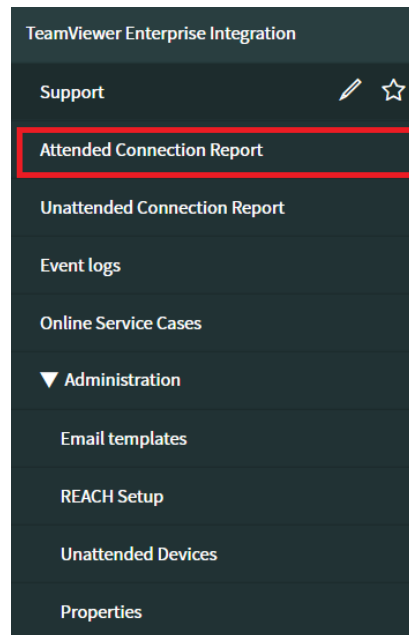 TeamViewer Enterprise Integration
Support
Attended Connection Report
Unattended Connection Report
Event logs
Online Service Cases
Administration
Email templates
REACH Setup
Unattended Devices
Properties